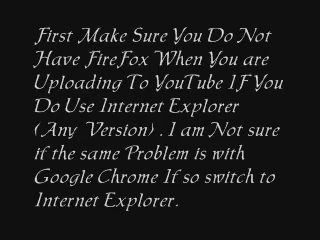 First Make Sure You Do Not
Have FireFox When You are
Uploading To YouTube IF You
Do Use Internet Explorer
(Any Version) . I am Not sure
if the same Problem is with
Google Chrome If so switch to
Internet Explorer.